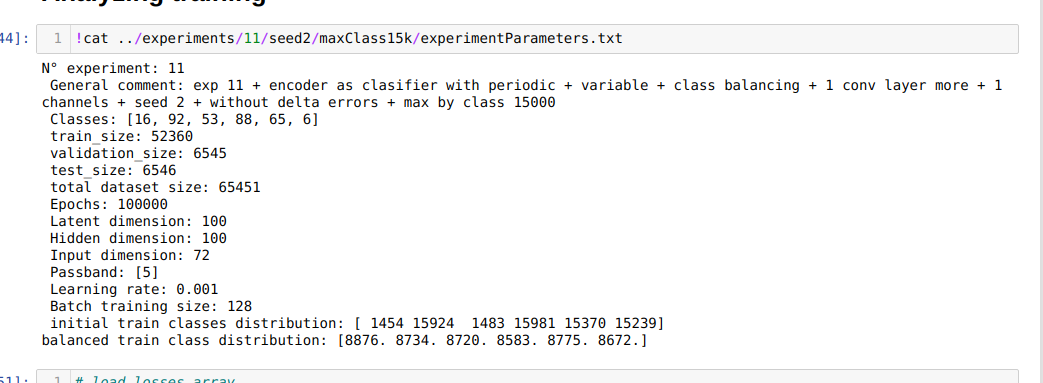 Analyzing training
44]: 1 !cat ../experiments/11/seed2/maxClass15k/experimentParameters.txt
N° experiment: 11
General comment: exp 11 + encoder as clasifier with periodic + variable + class balancing + 1 conv layer more + 1
channels + seed 2 + without delta errors + max by class 15000
Classes: [16, 92, 53, 88, 65, 6]
train_size: 52360
validation_size: 6545
test_size: 6546
total dataset size: 65451
Epochs: 100000
Latent dimension: 100
Hidden dimension: 100
Input dimension: 72
Passband: [5]
Learning rate: 0.001
Batch training size: 128
initial train classes distribution: [ 1454 15924  1483 15981 15370 15239]
balanced train class distribution: [8876. 8734. 8720. 8583. 8775. 8672.]
51]: 1 # load losses array